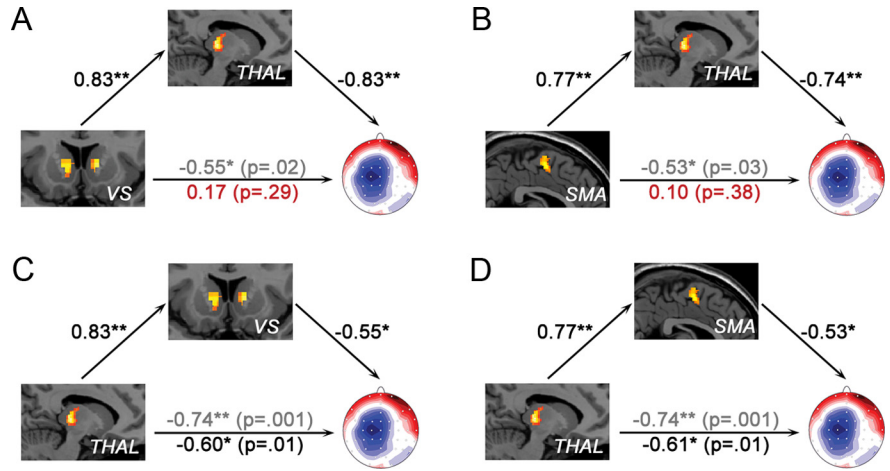 A
THAL
0.83**
-0.83**
VS
-0.55* (p=.02)
0.17 (p=.29)
B
THAL
0.77**
-0.74**
SMA
-0.53* (p=.03)
0.10 (p=.38)
C
VS
0.83**
-0.55*
THAL
-0.74** (p=.001)
-0.60* (p=.01)
D
SMA
0.77**
-0.53*
THAL
-0.74** (p=.001)
-0.61* (p=.01)